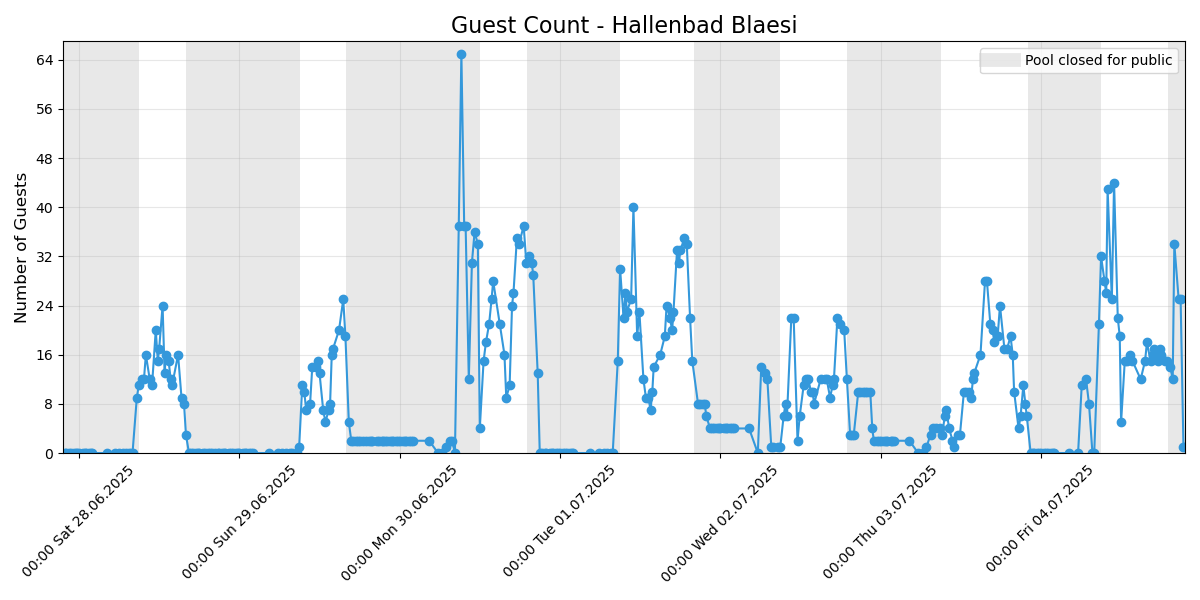 Guest Count - Hallenbad Blaesi
Pool closed for public
Number of Guests
64
56
48
40
32
24
16
8
0
00:00 Sat 28.06.2025
00:00 Sun 29.06.2025
00:00 Mon 30.06.2025
00:00 Tue 01.07.2025
00:00 Wed 02.07.2025
00:00 Thu 03.07.2025
00:00 Fri 04.07.2025